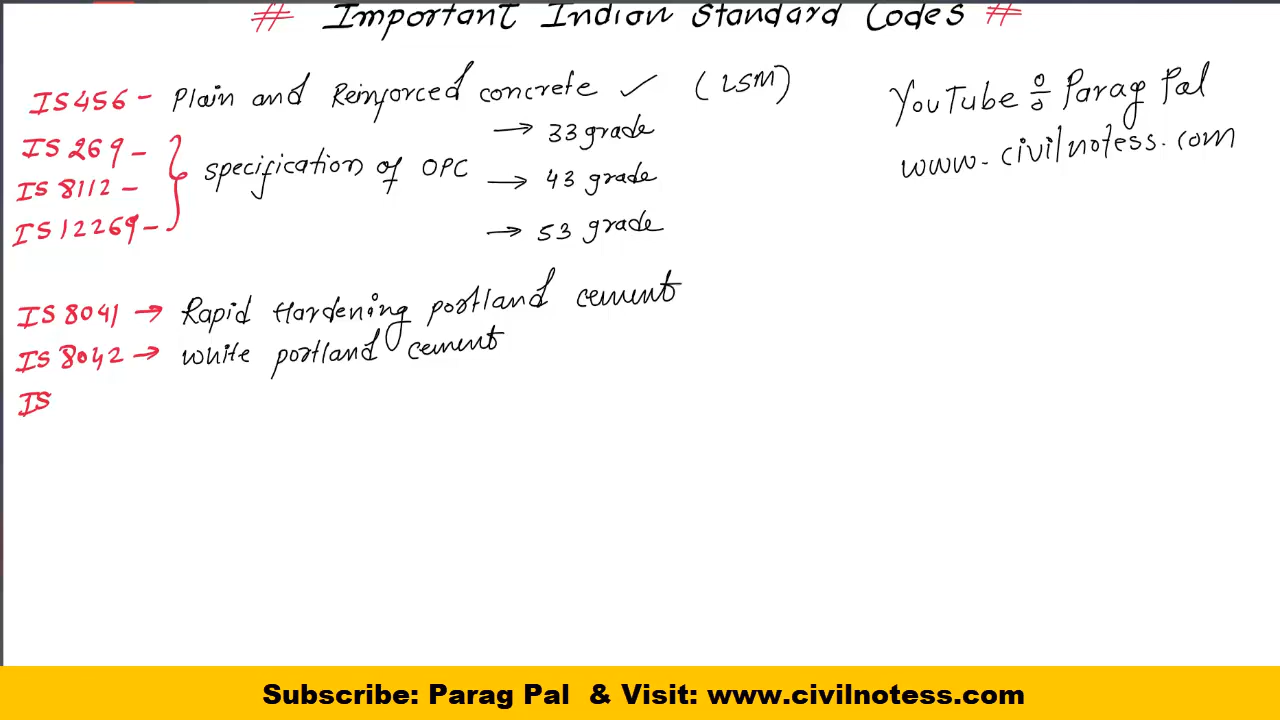 # Important Indian Standard Codes #
IS456 - Plain and Reinforced concrete ✓ (LSM)
YouTube : Parag Pal
www.civilnotess.com
IS 269 -
IS 8112 -
IS 12269 -
} specification of OPC
→ 33 grade
→ 43 grade
→ 53 grade
IS 8041 → Rapid Hardening portland cement
IS 8042 → white portland cement
IS
Subscribe: Parag Pal & Visit: www.civilnotess.com